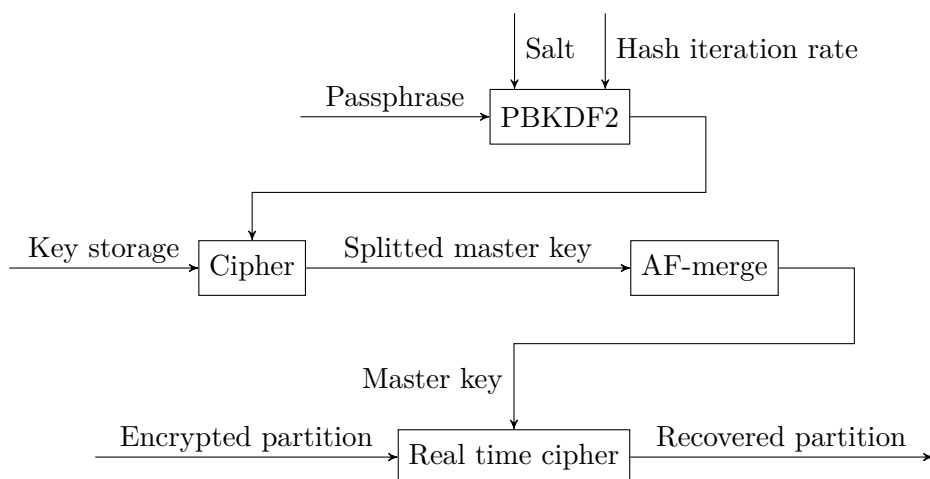 Salt
Hash iteration rate
Passphrase
PBKDF2
Key storage
Cipher
Splitted master key
AF-merge
Master key
Encrypted partition
Real time cipher
Recovered partition